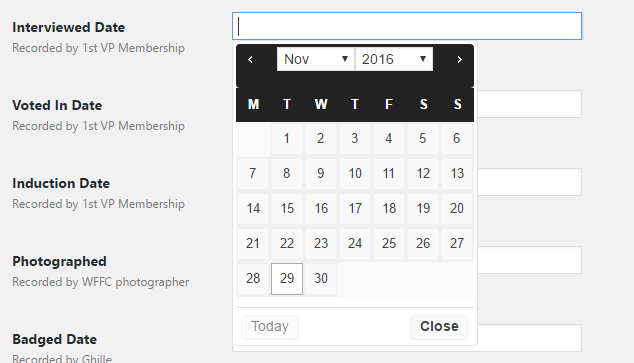 Interviewed Date
Recorded by 1st VP Membership
‹ Nov 2016 ›
M T W T F S S
1 2 3 4 5 6
7 8 9 10 11 12 13
14 15 16 17 18 19 20
21 22 23 24 25 26 27
28 29 30
Today Close
Voted In Date
Recorded by 1st VP Membership
Induction Date
Recorded by 1st VP Membership
Photographed
Recorded by WFFC photographer
Badged Date
Recorded by Ghille